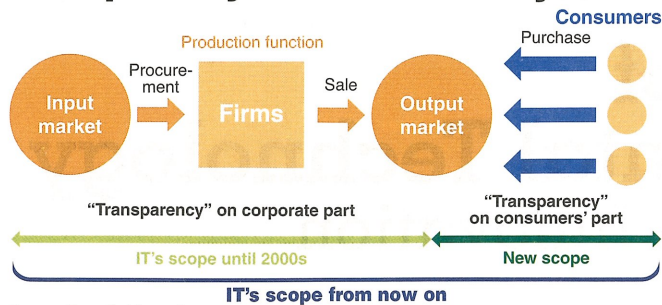 Consumers
Production function
Purchase
Procure-
ment
Sale
Input
market
Firms
Output
market
"Transparency" on corporate part
"Transparency"
on consumers' part
IT's scope until 2000s
New scope
IT's scope from now on